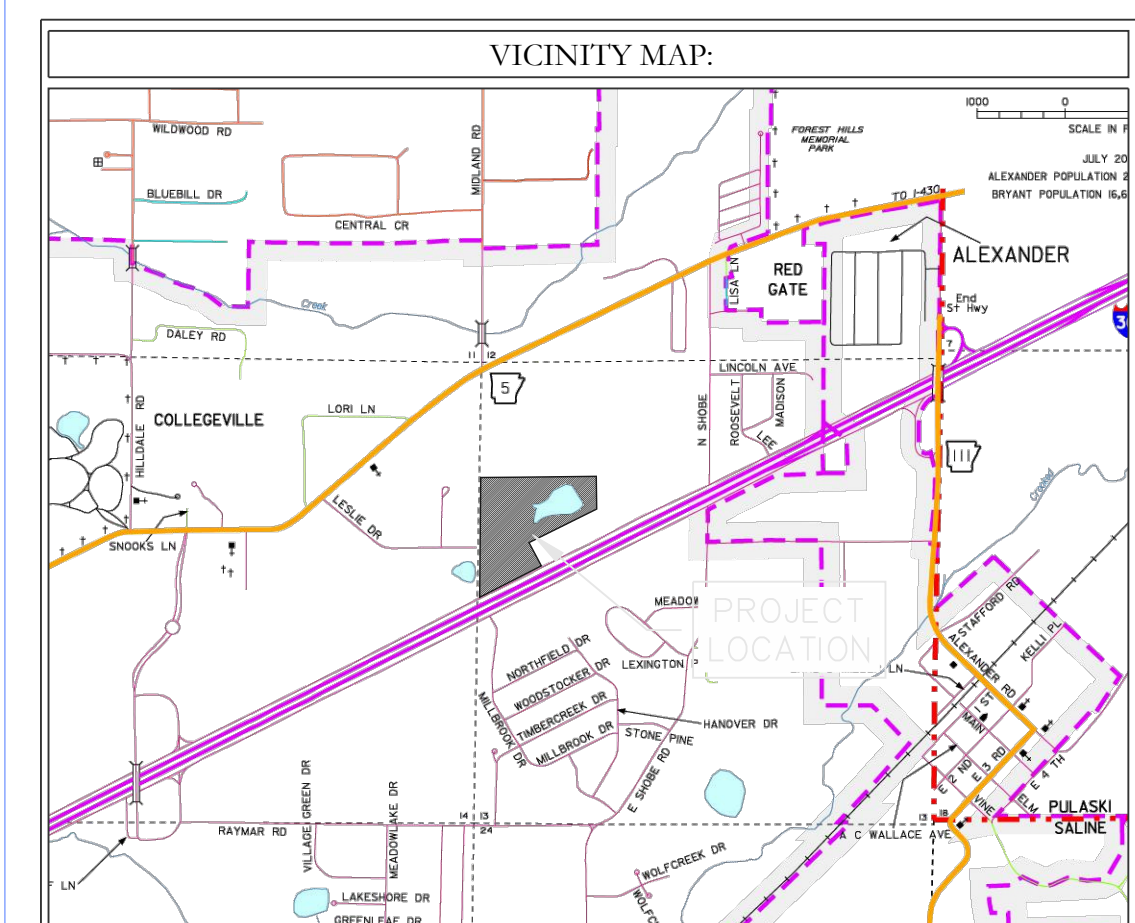 VICINITY MAP:
1000 0
SCALE IN F
JULY 20
ALEXANDER POPULATION 2
BRYANT POPULATION 16,6
WILDWOOD RD
MIDLAND RD
FOREST HILLS
MEMORIAL
PARK
BLUEBILL DR
CENTRAL CR
TO I-430
ALEXANDER
RED
GATE
LISA LN
End
St Hwy
Creek
DALEY RD
11 12
7
5
LINCOLN AVE
COLLEGEVILLE
LORI LN
HILLDALE RD
N SHOBE
ROOSEVELT
MADISON
LEE
111
LESLIE DR
SNOOKS LN
Crooked
PROJECT
LOCATION
MEADOW
LEXINGTON P
LN
STAFFORD RD
ALEXANDER RD
KELLI PL
NORTHFIELD DR
WOODSTOCKER DR
TIMBERCREEK DR
MILLBROOK DR
MILLBROOK DR
HANOVER DR
STONE PINE
E SHOBE RD
I ST
MAIN
E 2 ND
E 3 RD
E 4 TH
VINE
ELM
PULASKI
SALINE
14 13
24
13 18
A C WALLACE AVE
RAYMAR RD
VILLAGE GREEN DR
MEADOWLAKE DR
F LN
LAKESHORE DR
GREENLEAF DR
WOLFCREEK DR
WOLFC